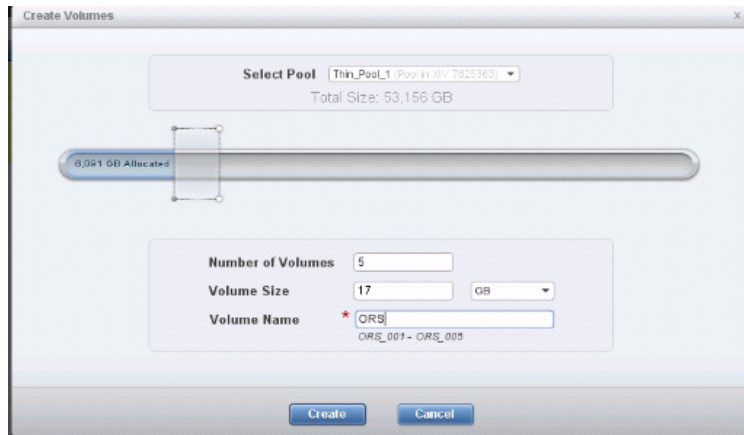 Create Volumes X
Select Pool Thin_Pool_1 (Pool in XIV 7825363)
Total Size: 53,156 GB
8,091 GB Allocated
Number of Volumes 5
Volume Size 17 GB
Volume Name * ORS
ORS_001 - ORS_005
Create Cancel